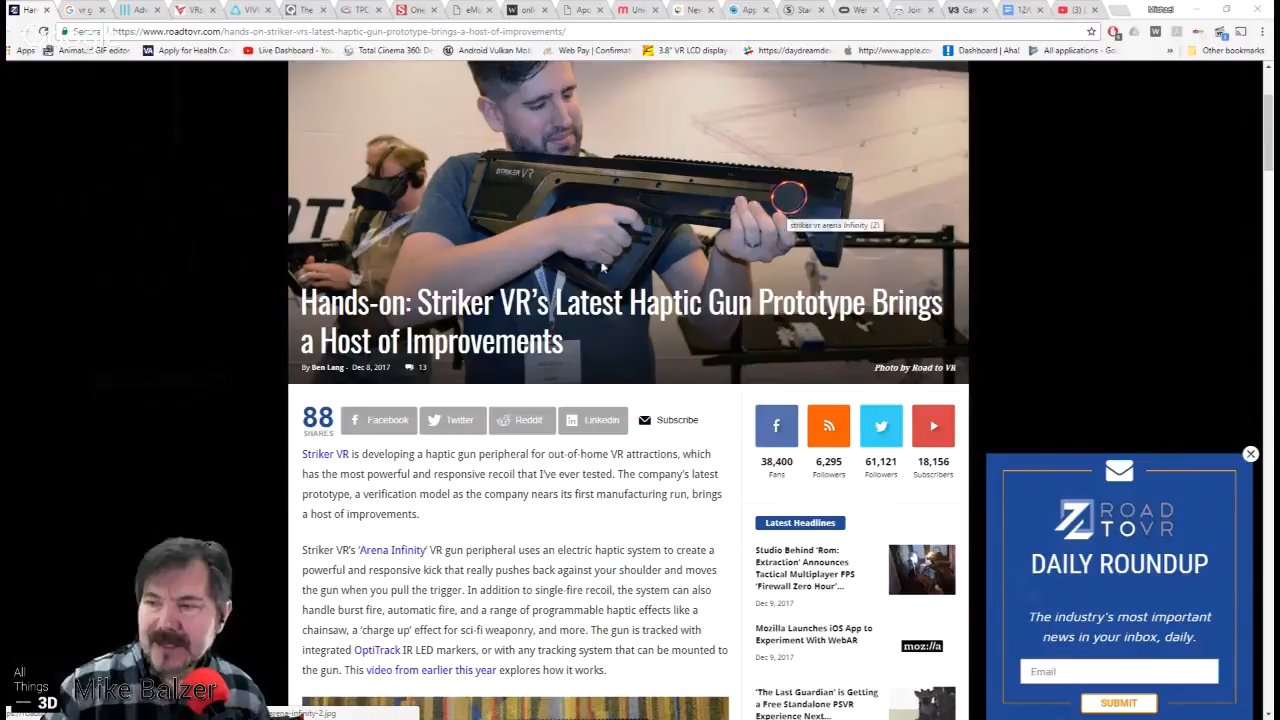 Michael
Secure
https://www.roadtovr.com/hands-on-striker-vrs-latest-haptic-gun-prototype-brings-a-host-of-improvements/
Apps
Animated GIF editor
Apply for Health Car
Live Dashboard - You
Total Cinema 360 De
Android Vulkan Mob
Web Pay | Confirmat
3.8" VR LCD Display
https://daydreamde
http://www.apple.co
Dashboard | Aha!
All applications - Go
»
Other bookmarks
STRIKER VR
striker vr arena infinity (2)
Hands-on: Striker VR's Latest Haptic Gun Prototype Brings
a Host of Improvements
By Ben Lang - Dec 8, 2017 13
Photo by Road to VR
88
SHARES
Facebook
Twitter
Reddit
Linkedin
Subscribe
Striker VR is developing a haptic gun peripheral for out-of-home VR attractions, which
has the most powerful and responsive recoil that I've ever tested. The company's latest
prototype, a verification model as the company nears its first manufacturing run, brings
a host of improvements.
Striker VR's 'Arena Infinity' VR gun peripheral uses an electric haptic system to create a
powerful and responsive kick that really pushes back against your shoulder and moves
the gun when you pull the trigger. In addition to single-fire recoil, the system can also
handle burst fire, automatic fire, and a range of programmable haptic effects like a
chainsaw, a 'charge up' effect for sci-fi weaponry, and more. The gun is tracked with
integrated OptiTrack IR LED markers, or with any tracking system that can be mounted to
the gun. This video from earlier this year explores how it works.
38,400
Fans
6,295
Followers
61,121
Followers
18,156
Subscribers
Latest Headlines
Studio Behind 'Rom:
Extraction' Announces
Tactical Multiplayer FPS
'Firewall Zero Hour'...
Dec 9, 2017
Mozilla Launches iOS App to
Experiment With WebAR
Dec 9, 2017
moz://a
'The Last Guardian' is Getting
a Free Standalone PSVR
Experience Next...
ROAD
TOVR
DAILY ROUNDUP
The industry's most important
news in your inbox, daily.
Email
SUBMIT
All
Things
3D
Mike Balzer
arena-infinity-2.jpg